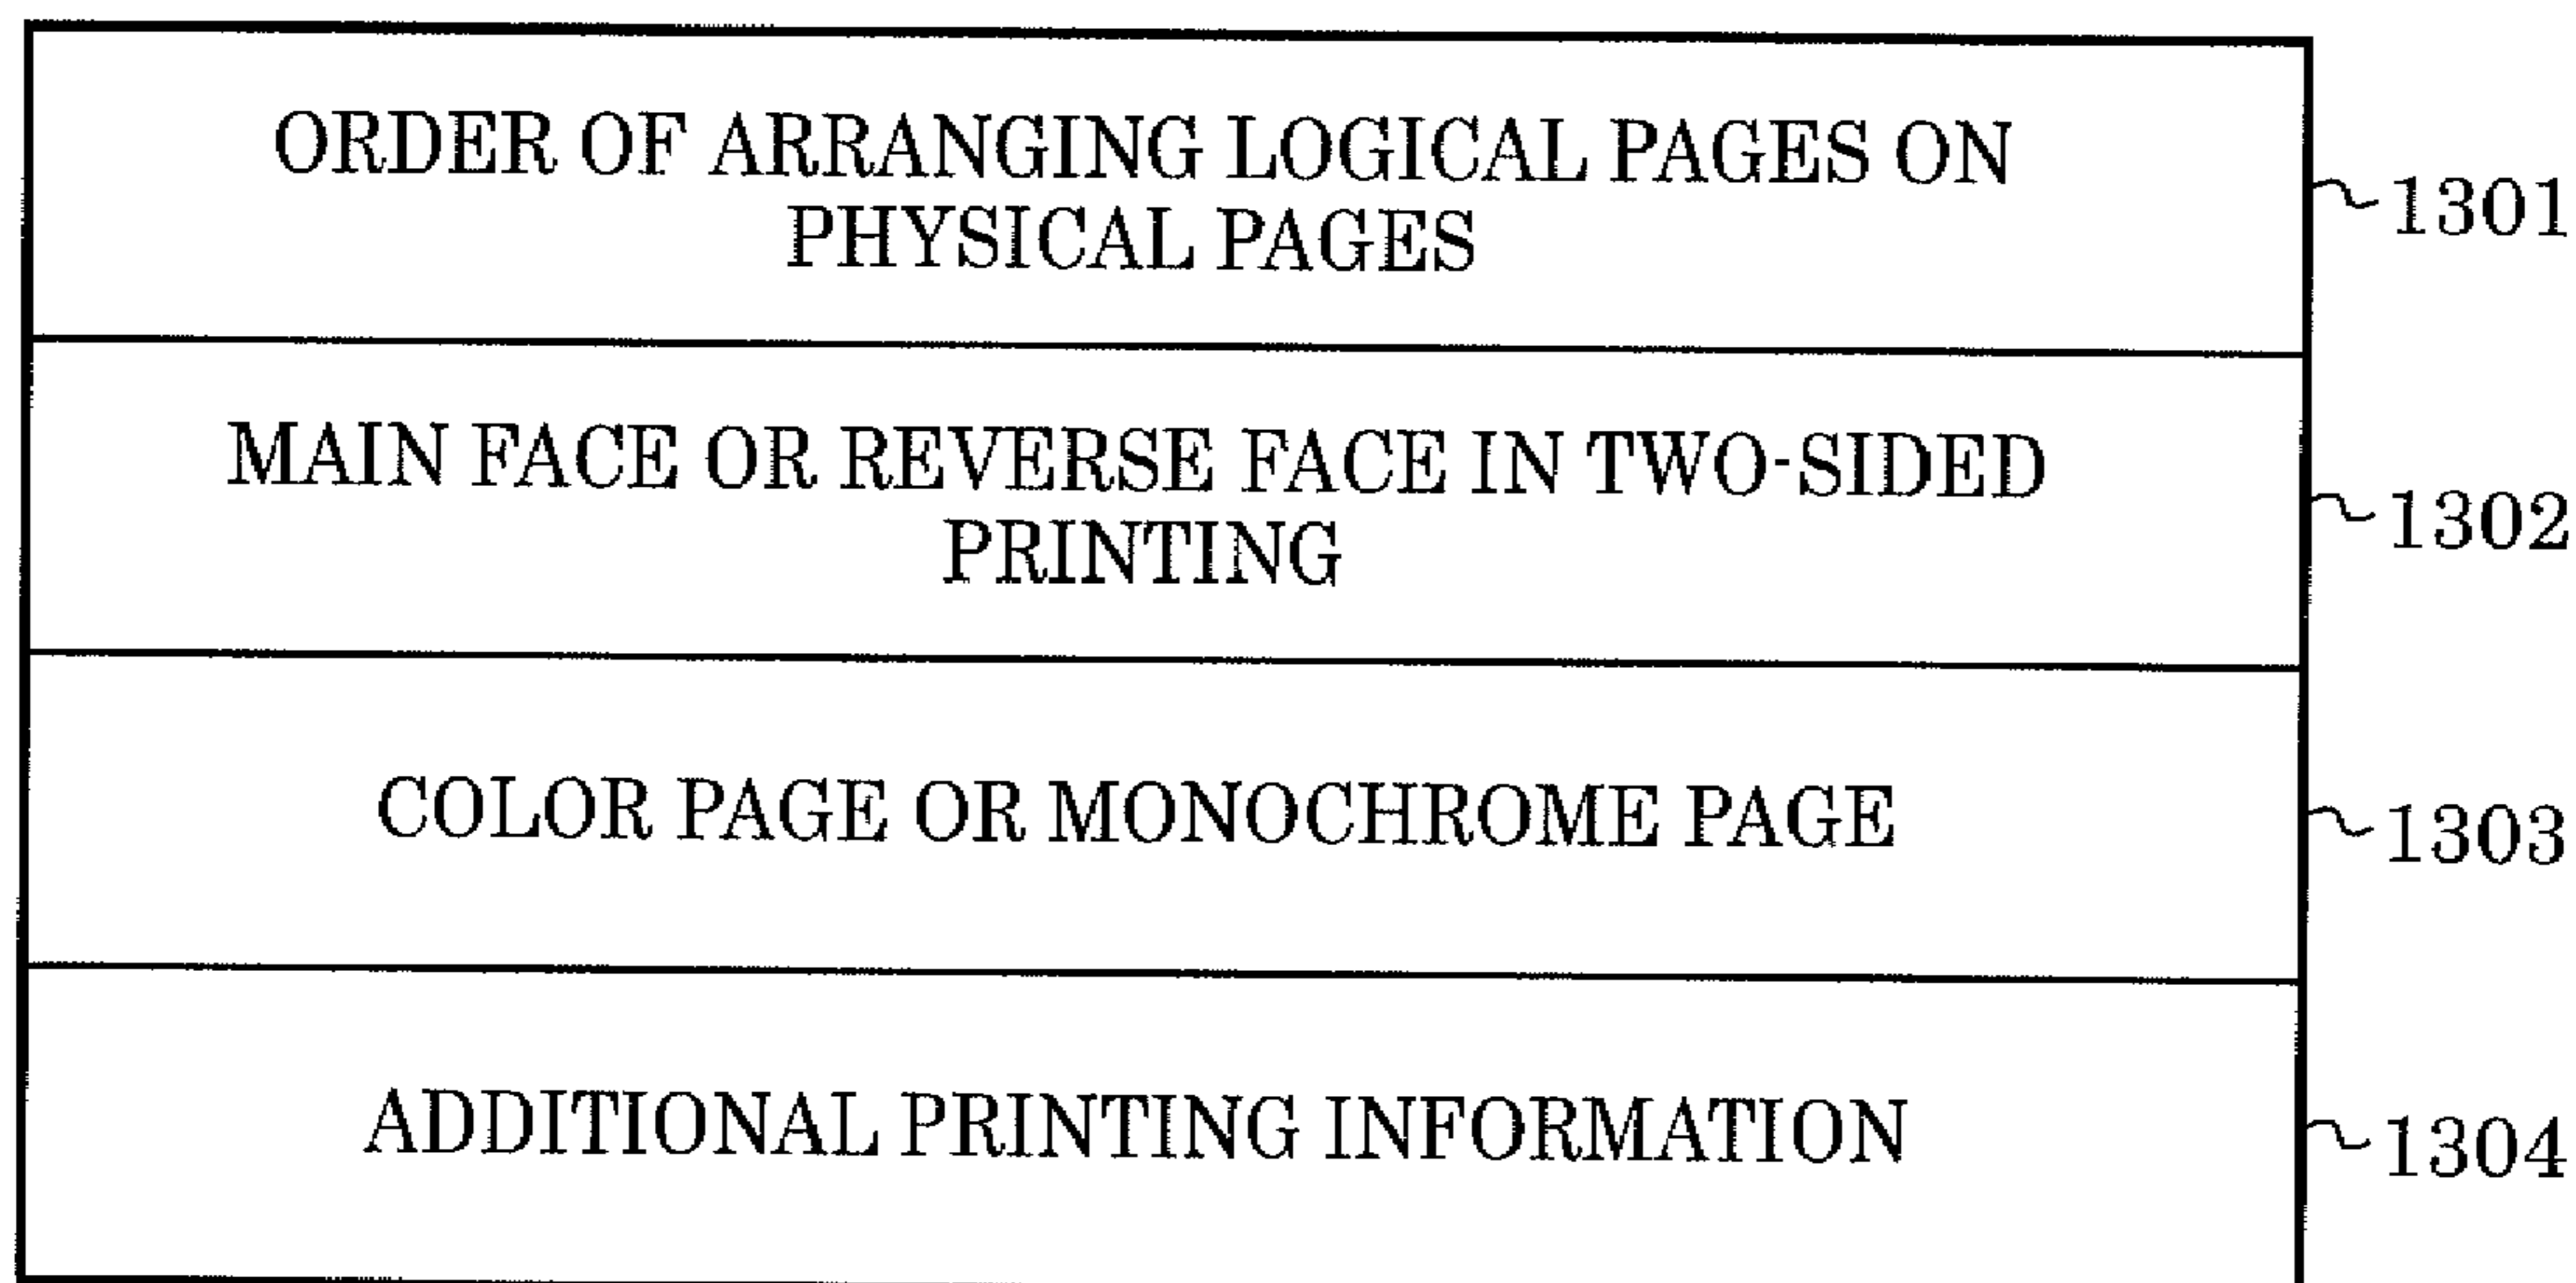 ORDER OF ARRANGING LOGICAL PAGES ON
PHYSICAL PAGES
1301
MAIN FACE OR REVERSE FACE IN TWO-SIDED
PRINTING
1302
COLOR PAGE OR MONOCHROME PAGE
1303
ADDITIONAL PRINTING INFORMATION
1304